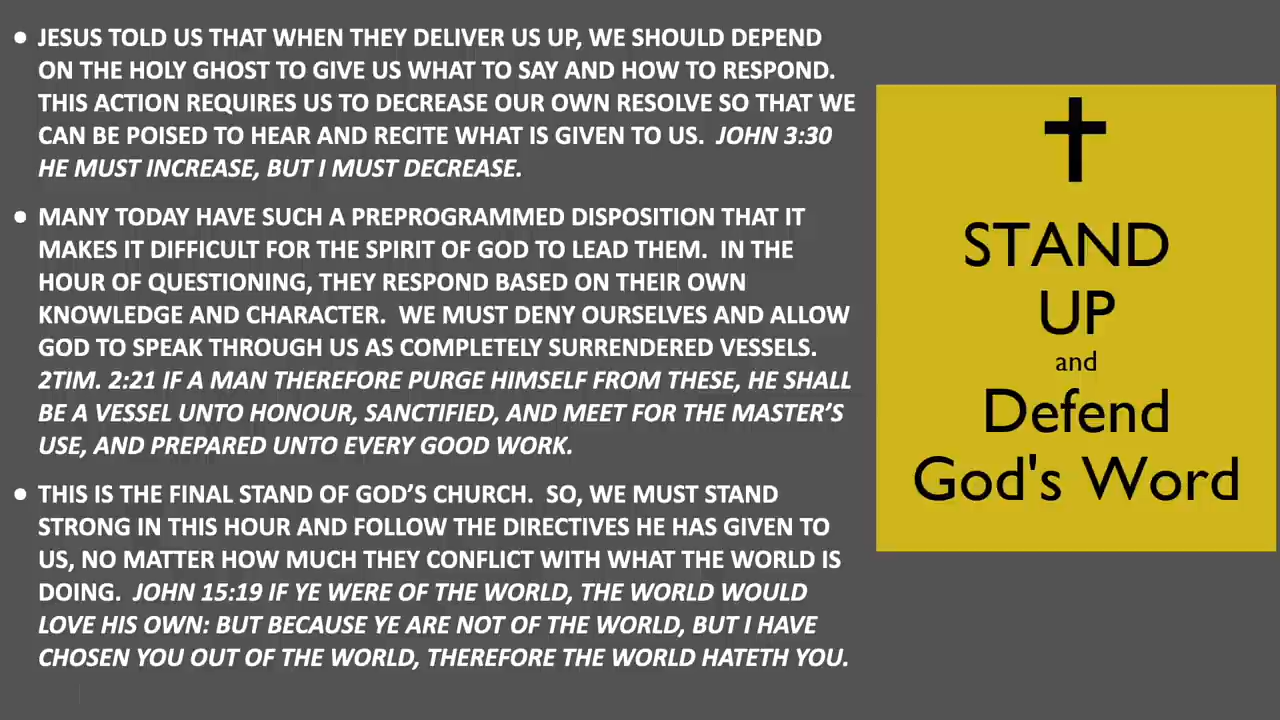 ● JESUS TOLD US THAT WHEN THEY DELIVER US UP, WE SHOULD DEPEND
ON THE HOLY GHOST TO GIVE US WHAT TO SAY AND HOW TO RESPOND.
THIS ACTION REQUIRES US TO DECREASE OUR OWN RESOLVE SO THAT WE
CAN BE POISED TO HEAR AND RECITE WHAT IS GIVEN TO US. JOHN 3:30
HE MUST INCREASE, BUT I MUST DECREASE.
● MANY TODAY HAVE SUCH A PREPROGRAMMED DISPOSITION THAT IT
MAKES IT DIFFICULT FOR THE SPIRIT OF GOD TO LEAD THEM. IN THE
HOUR OF QUESTIONING, THEY RESPOND BASED ON THEIR OWN
KNOWLEDGE AND CHARACTER. WE MUST DENY OURSELVES AND ALLOW
GOD TO SPEAK THROUGH US AS COMPLETELY SURRENDERED VESSELS.
2TIM. 2:21 IF A MAN THEREFORE PURGE HIMSELF FROM THESE, HE SHALL
BE A VESSEL UNTO HONOUR, SANCTIFIED, AND MEET FOR THE MASTER'S
USE, AND PREPARED UNTO EVERY GOOD WORK.
● THIS IS THE FINAL STAND OF GOD'S CHURCH. SO, WE MUST STAND
STRONG IN THIS HOUR AND FOLLOW THE DIRECTIVES HE HAS GIVEN TO
US, NO MATTER HOW MUCH THEY CONFLICT WITH WHAT THE WORLD IS
DOING. JOHN 15:19 IF YE WERE OF THE WORLD, THE WORLD WOULD
LOVE HIS OWN: BUT BECAUSE YE ARE NOT OF THE WORLD, BUT I HAVE
CHOSEN YOU OUT OF THE WORLD, THEREFORE THE WORLD HATETH YOU.
STAND
UP
and
Defend
God's Word